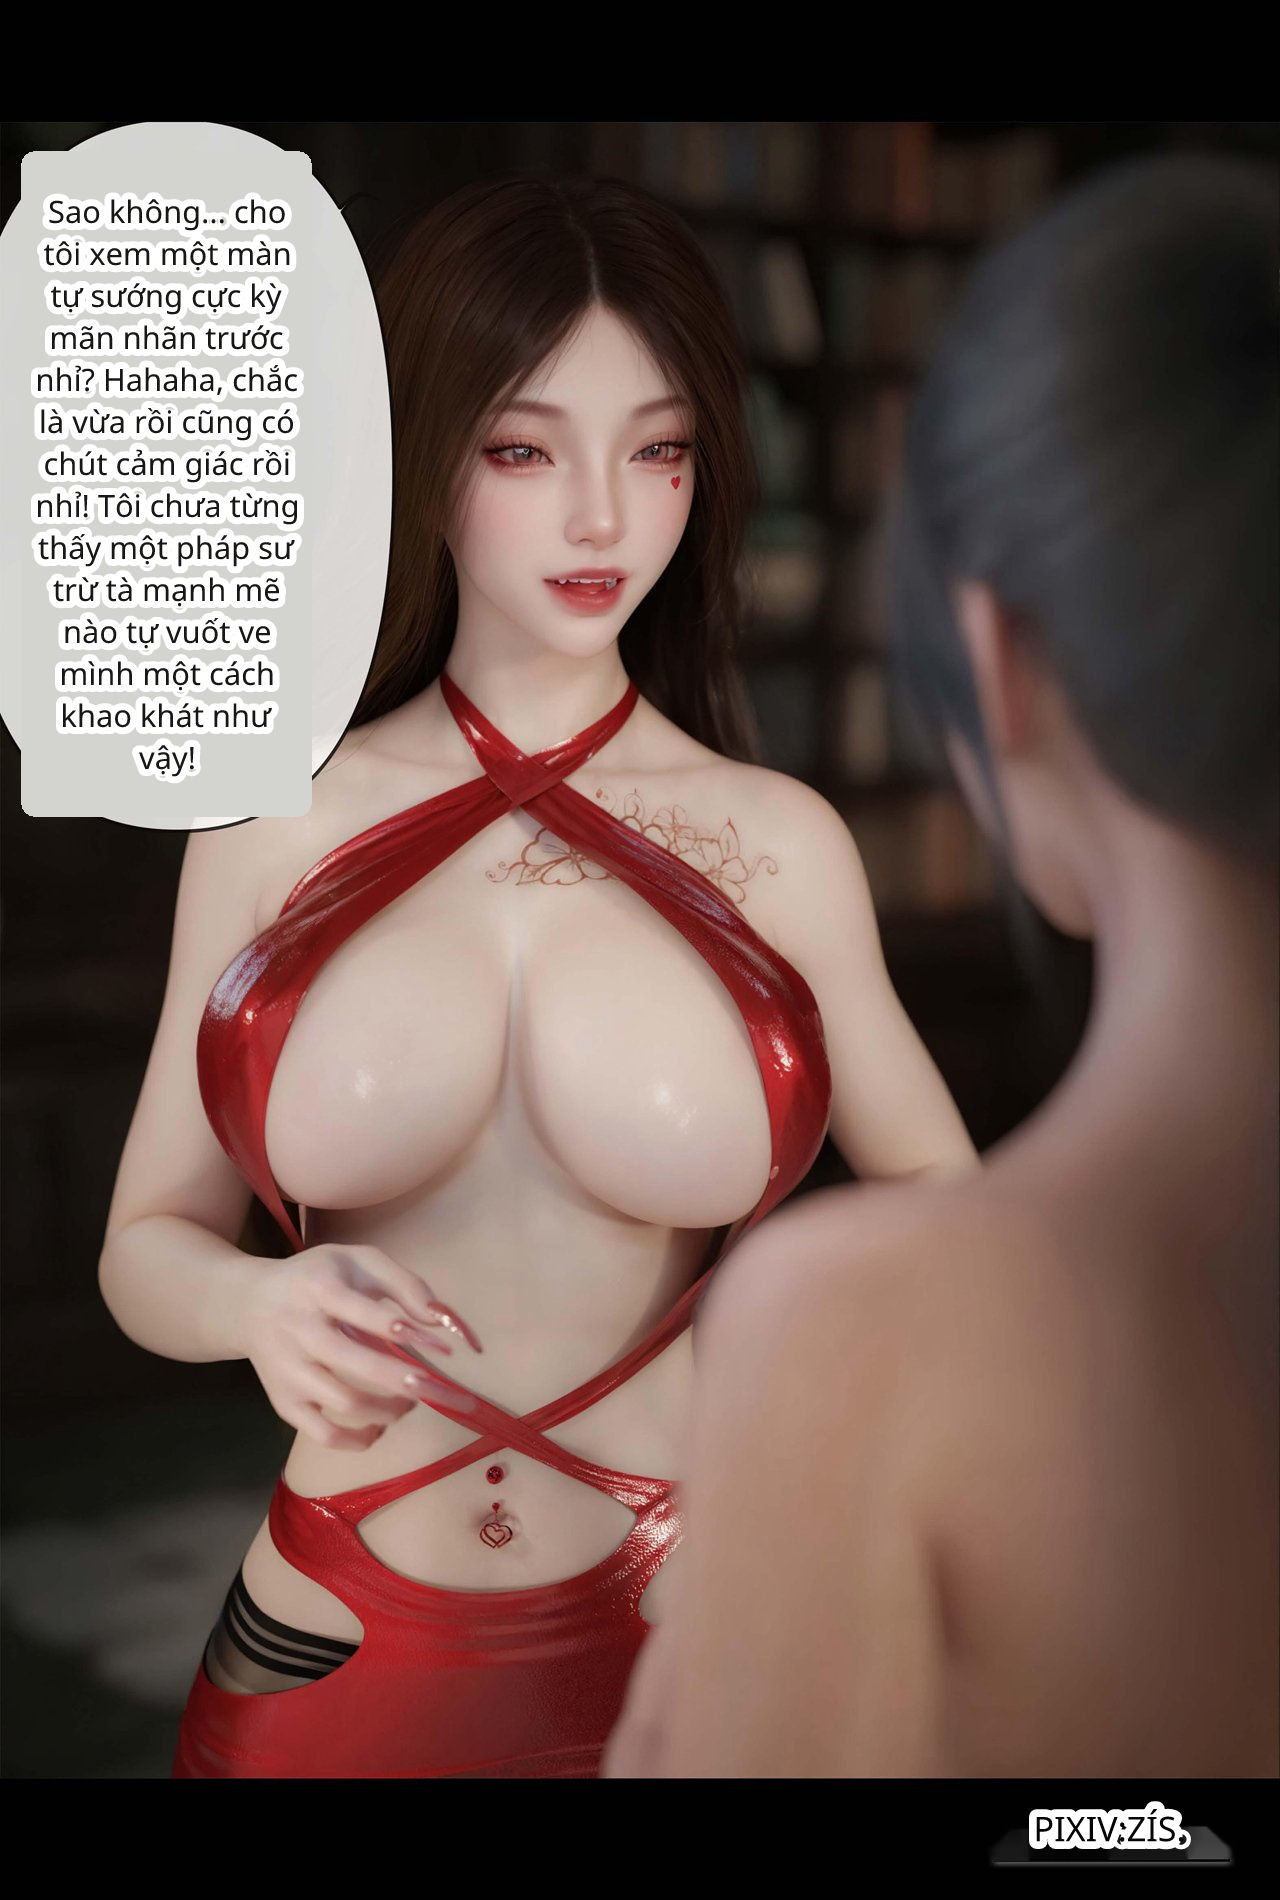 Sao không... cho
tôi xem một màn
tự sướng cực kỳ
mãn nhãn trước
nhỉ? Hahaha, chắc
là vừa rồi cũng có
chút cảm giác rồi
nhỉ! Tôi chưa từng
thấy một pháp sư
trừ tà mạnh mẽ
nào tự vuốt ve
mình một cách
khao khát như
vậy!
PIXIV:ZÍS.